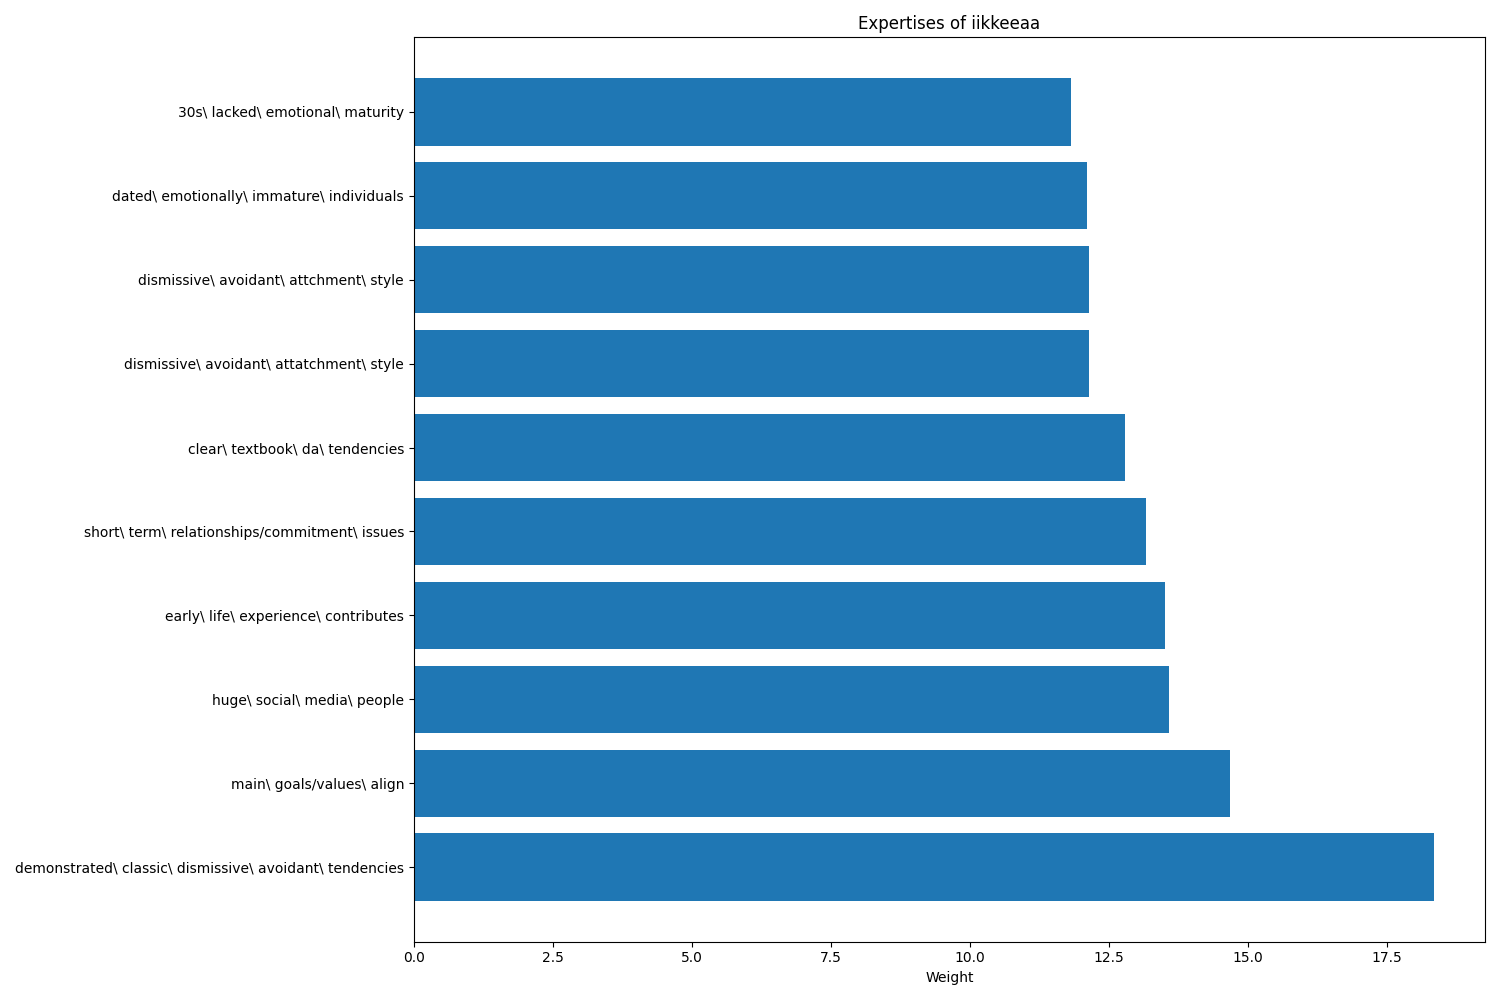 Expertises of iikkeeaa
30s\ lacked\ emotional\ maturity
dated\ emotionally\ immature\ individuals
dismissive\ avoidant\ attchment\ style
dismissive\ avoidant\ attatchment\ style
clear\ textbook\ da\ tendencies
short\ term\ relationships/commitment\ issues
early\ life\ experience\ contributes
huge\ social\ media\ people
main\ goals/values\ align
demonstrated\ classic\ dismissive\ avoidant\ tendencies
0.0 2.5 5.0 7.5 10.0 12.5 15.0 17.5
Weight